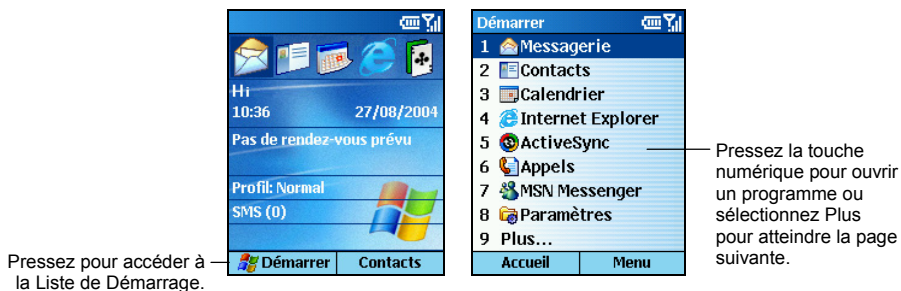 Hi
10:36 27/08/2004
Pas de rendez-vous prévu
Profil: Normal
SMS (0)
Démarrer Contacts
Pressez pour accéder à
la Liste de Démarrage.
Démarrer
1 Messagerie
2 Contacts
3 Calendrier
4 Internet Explorer
5 ActiveSync
6 Appels
7 MSN Messenger
8 Paramètres
9 Plus...
Accueil Menu
Pressez la touche
numérique pour ouvrir
un programme ou
sélectionnez Plus
pour atteindre la page
suivante.